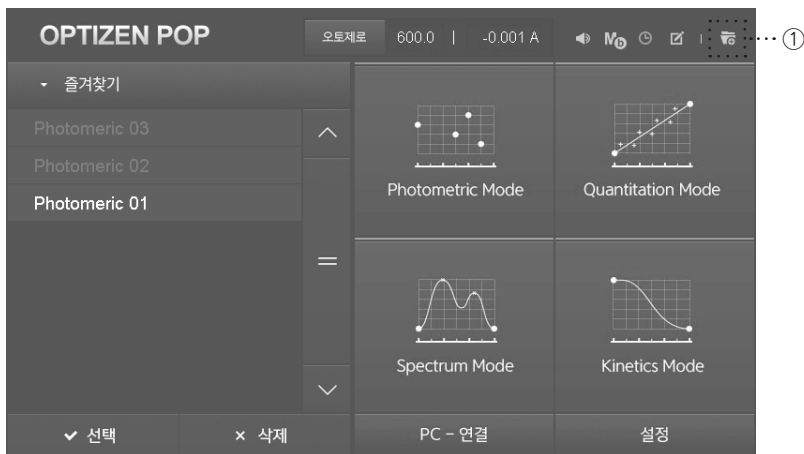 OPTIZEN POP 오토제로 600.0 | -0.001 A Mb ①
즐겨찾기
Photomeric 03
Photomeric 02
Photomeric 01
Photometric Mode
Quantitation Mode
Spectrum Mode
Kinetics Mode
선택 삭제 PC - 연결 설정